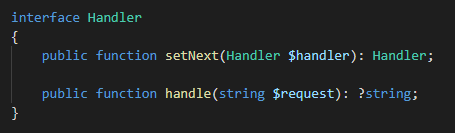 interface Handler
{
    public function setNext(Handler $handler): Handler;
    public function handle(string $request): ?string;
}